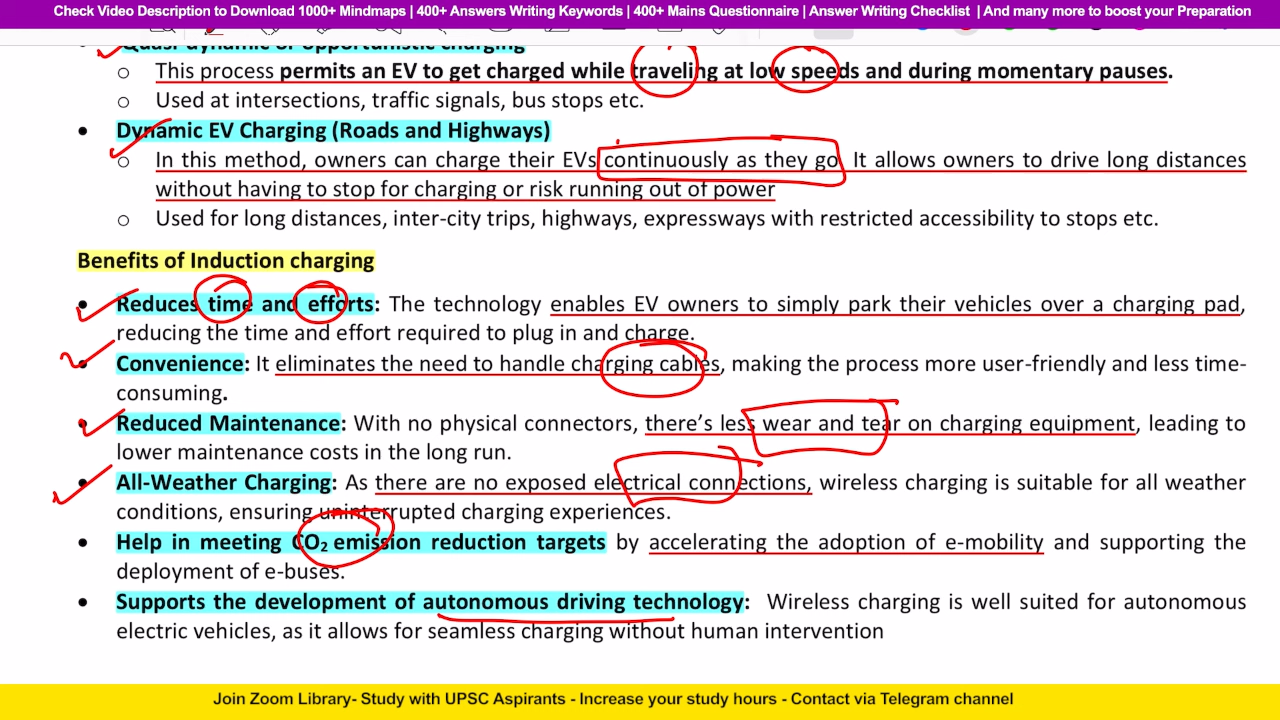 Check Video Description to Download 1000+ Mindmaps | 400+ Answers Writing Keywords | 400+ Mains Questionnaire | Answer Writing Checklist | And many more to boost your Preparation
Quasi dynamic or opportunistic charging
o This process permits an EV to get charged while traveling at low speeds and during momentary pauses.
o Used at intersections, traffic signals, bus stops etc.
• Dynamic EV Charging (Roads and Highways)
o In this method, owners can charge their EVs continuously as they go. It allows owners to drive long distances
without having to stop for charging or risk running out of power
o Used for long distances, inter-city trips, highways, expressways with restricted accessibility to stops etc.
Benefits of Induction charging
• Reduces time and efforts: The technology enables EV owners to simply park their vehicles over a charging pad,
reducing the time and effort required to plug in and charge.
• Convenience: It eliminates the need to handle charging cables, making the process more user-friendly and less time-
consuming.
• Reduced Maintenance: With no physical connectors, there's less wear and tear on charging equipment, leading to
lower maintenance costs in the long run.
• All-Weather Charging: As there are no exposed electrical connections, wireless charging is suitable for all weather
conditions, ensuring uninterrupted charging experiences.
• Help in meeting CO₂ emission reduction targets by accelerating the adoption of e-mobility and supporting the
deployment of e-buses.
• Supports the development of autonomous driving technology: Wireless charging is well suited for autonomous
electric vehicles, as it allows for seamless charging without human intervention
Join Zoom Library- Study with UPSC Aspirants - Increase your study hours - Contact via Telegram channel